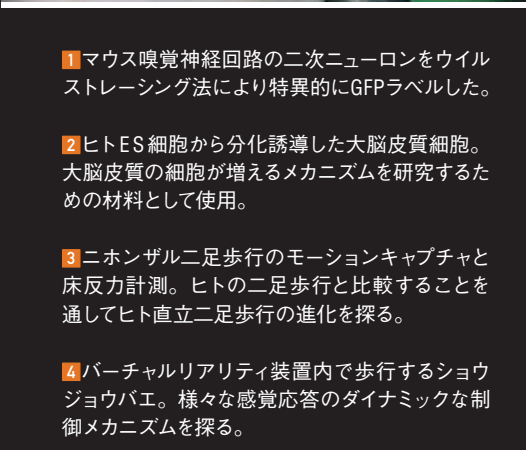 1マウス嗅覚神経回路の二次ニューロンをウイル
ストレーシング法により特異的にGFPラベルした。
2ヒトES細胞から分化誘導した大脳皮質細胞。
大脳皮質の細胞が増えるメカニズムを研究するた
めの材料として使用。
3ニホンザル二足歩行のモーションキャプチャと
床反力計測。ヒトの二足歩行と比較することを
通してヒト直立二足歩行の進化を探る。
4バーチャルリアリティ装置内で歩行するショウ
ジョウバエ。様々な感覚応答のダイナミックな制
御メカニズムを探る。